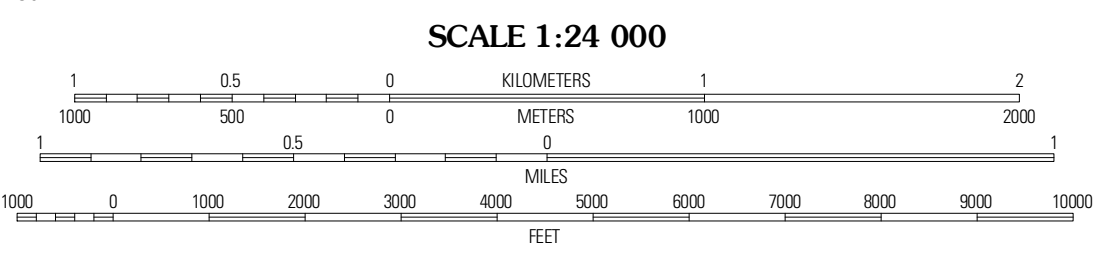 SCALE 1:24 000
1 0.5 0 KILOMETERS 1 2
1000 500 0 METERS 1000 2000
1 0.5 0 1
MILES
1000 0 1000 2000 3000 4000 5000 6000 7000 8000 9000 10000
FEET